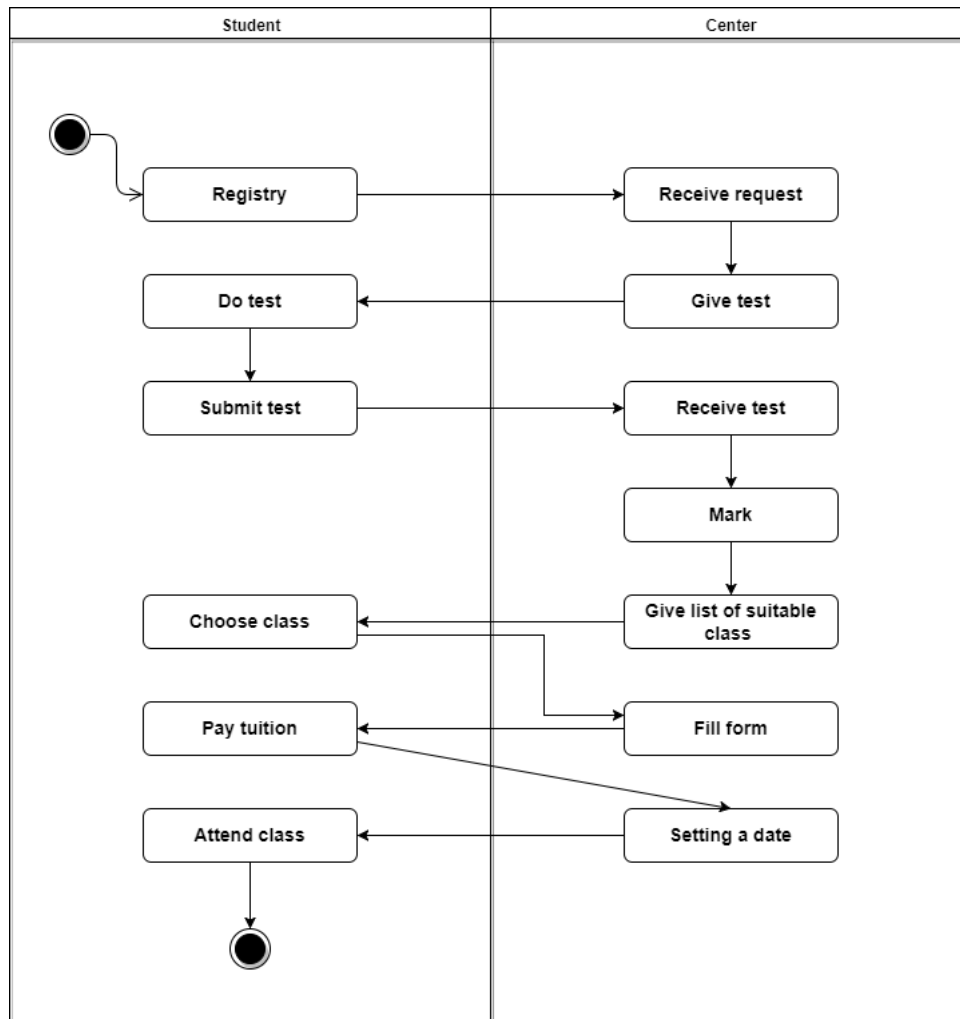 Student
Center
Registry
Receive request
Do test
Give test
Submit test
Receive test
Mark
Choose class
Give list of suitable
class
Pay tuition
Fill form
Attend class
Setting a date